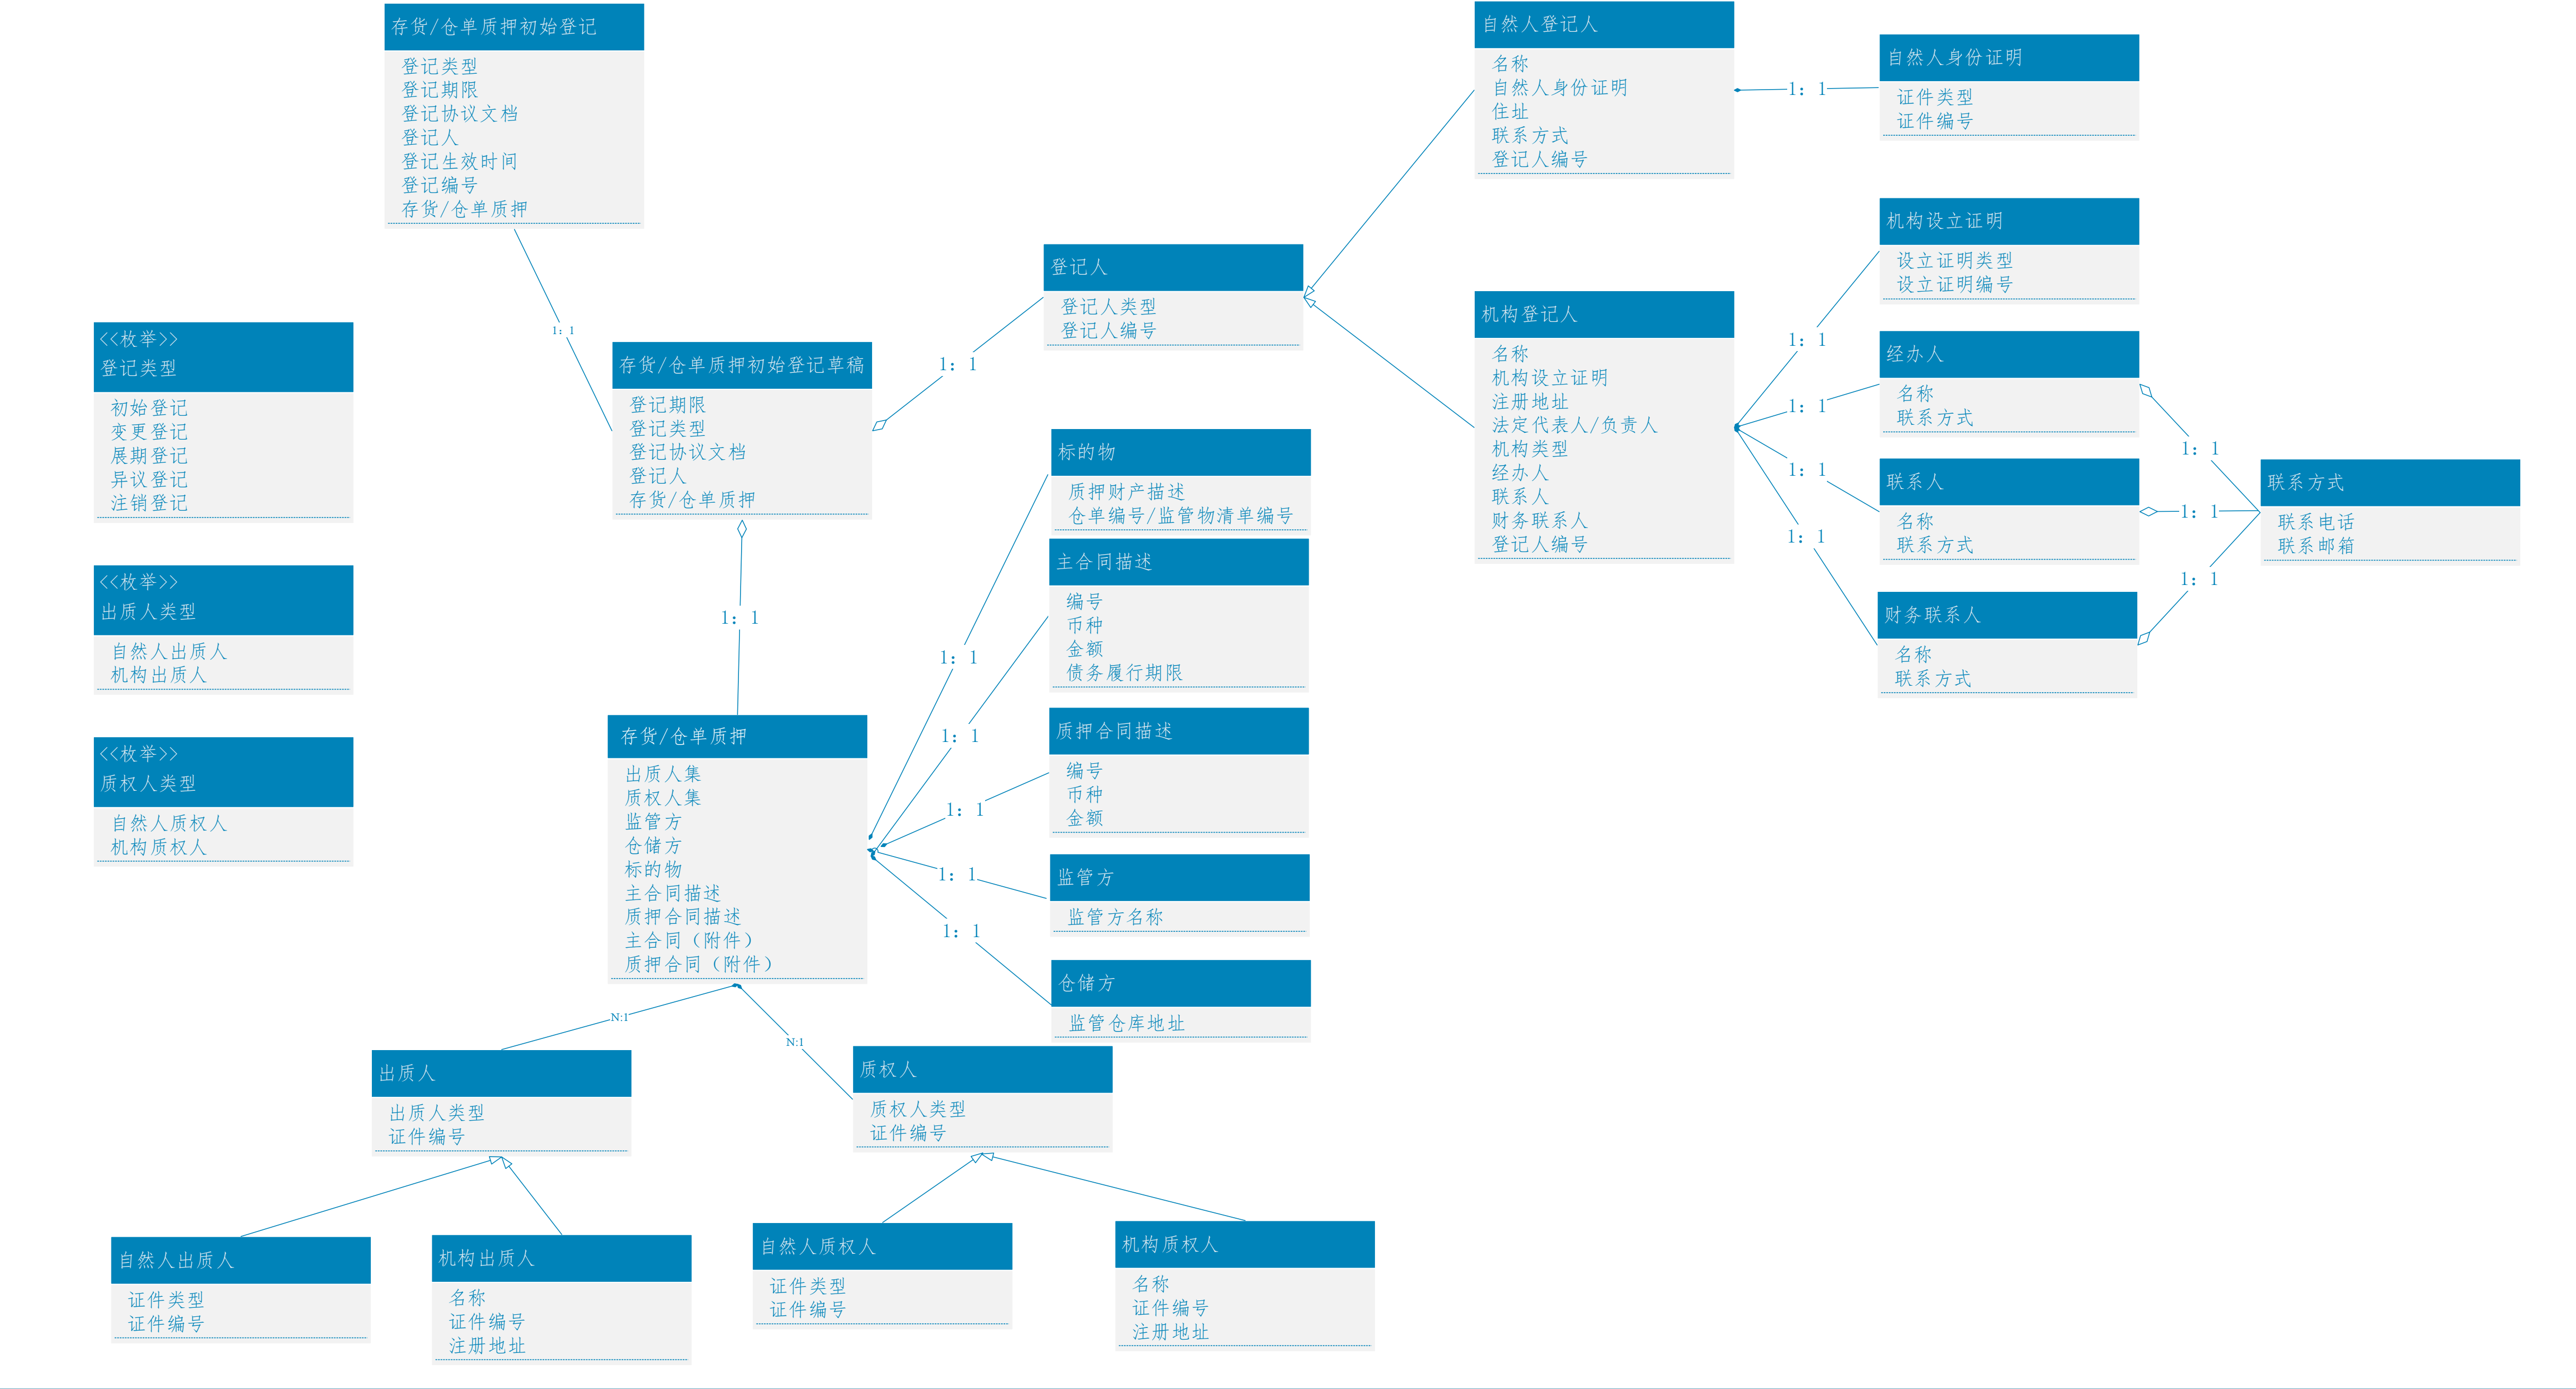 存货/仓单质押初始登记
登记类型
登记期限
登记协议文档
登记人
登记生效时间
登记编号
存货/仓单质押
1: 1
<<枚举>>
登记类型
初始登记
变更登记
展期登记
异议登记
注销登记
<<枚举>>
出质人类型
自然人出质人
机构出质人
<<枚举>>
质权人类型
自然人质权人
机构质权人
存货/仓单质押初始登记草稿
登记期限
登记类型
登记协议文档
登记人
存货/仓单质押
1: 1
1: 1
登记人
登记人类型
登记人编号
自然人登记人
名称
自然人身份证明
住址
联系方式
登记人编号
1: 1
自然人身份证明
证件类型
证件编号
机构登记人
名称
机构设立证明
注册地址
法定代表人/负责人
机构类型
经办人
联系人
财务联系人
登记人编号
1: 1
1: 1
1: 1
1: 1
机构设立证明
设立证明类型
设立证明编号
经办人
名称
联系方式
联系人
名称
联系方式
财务联系人
名称
联系方式
1: 1
1: 1
1: 1
联系方式
联系电话
联系邮箱
存货/仓单质押
出质人集
质权人集
监管方
仓储方
标的物
主合同描述
质押合同描述
主合同（附件）
质押合同（附件）
1: 1
1: 1
1: 1
1: 1
1: 1
标的物
质押财产描述
仓单编号/监管物清单编号
主合同描述
编号
币种
金额
债务履行期限
质押合同描述
编号
币种
金额
监管方
监管方名称
仓储方
监管仓库地址
N:1
N:1
出质人
出质人类型
证件编号
质权人
质权人类型
证件编号
自然人出质人
证件类型
证件编号
机构出质人
名称
证件编号
注册地址
自然人质权人
证件类型
证件编号
机构质权人
名称
证件编号
注册地址